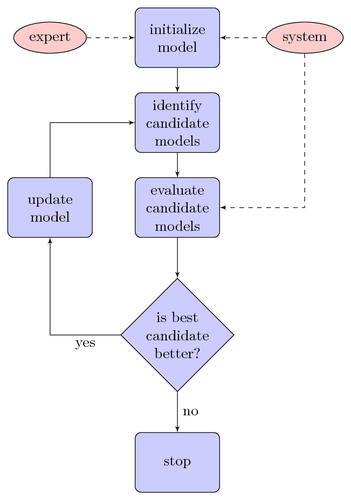 expert
initialize
model
system
identify
candidate
models
update
model
evaluate
candidate
models
is best
candidate
better?
yes
no
stop